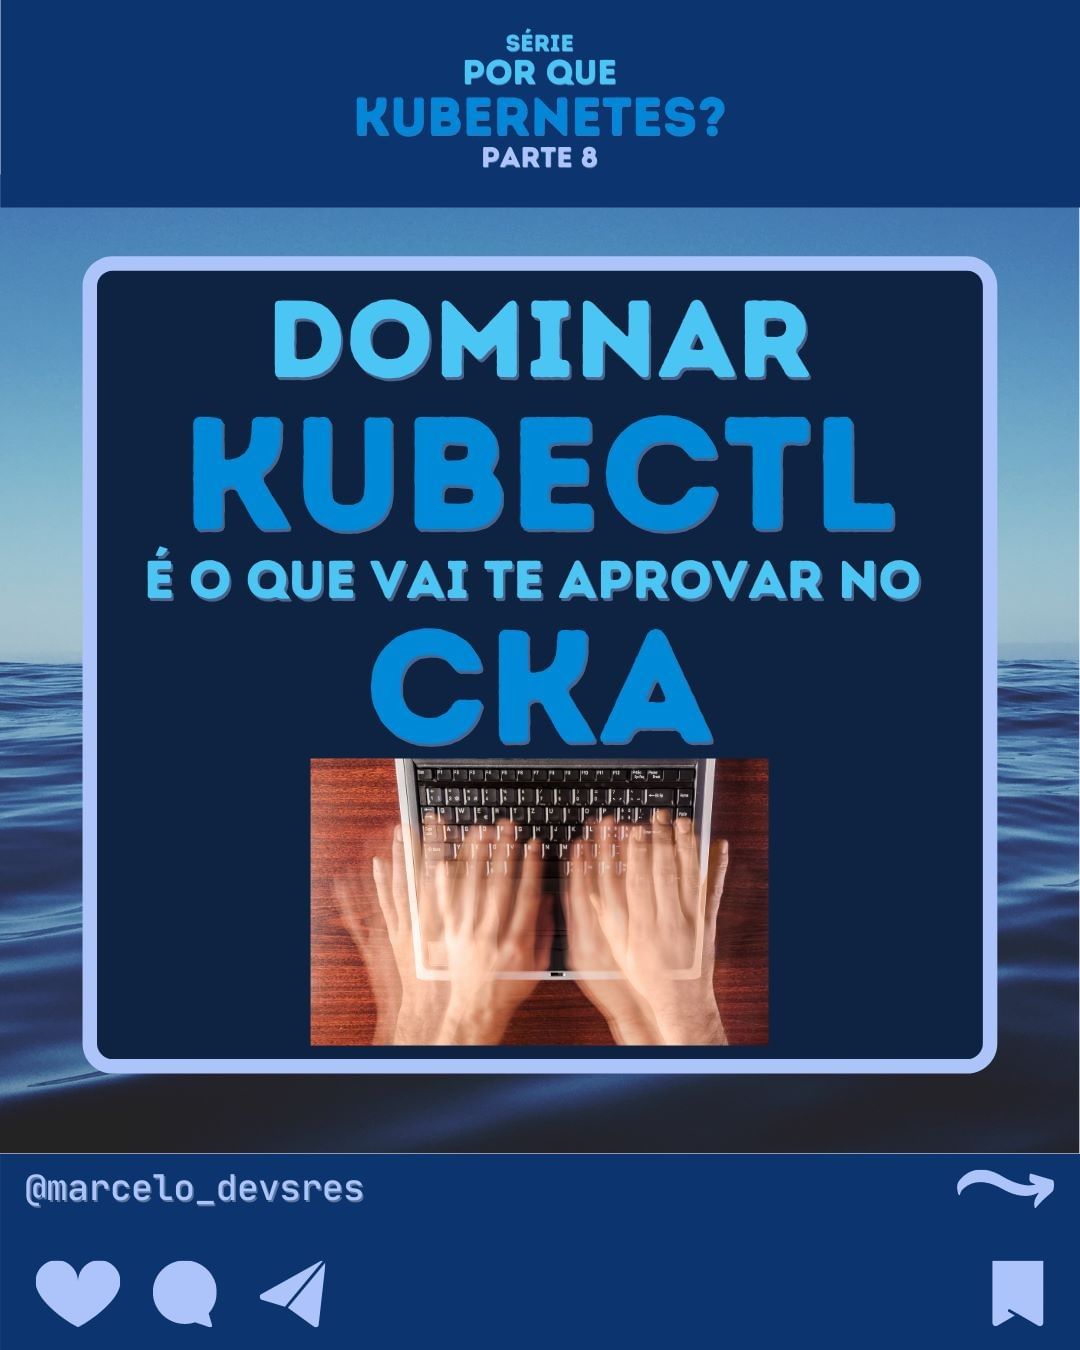 SÉRIE
POR QUE
KUBERNETES?
PARTE 8
DOMINAR
KUBECTL
É O QUE VAI TE APROVAR NO
CKA
@marcelo_devsres